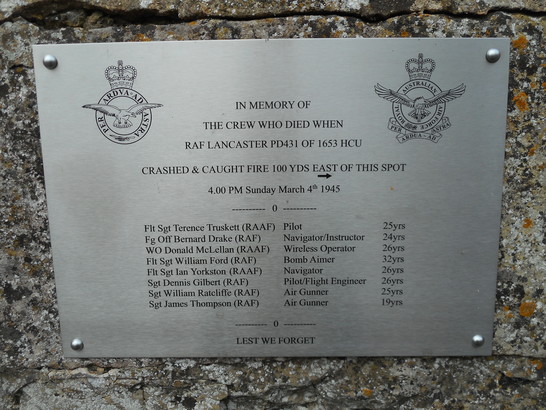 PER ARDVA·AD ASTRA
AUSTRALIAN
PER ARDUA·AD ASTRA
IN MEMORY OF
THE CREW WHO DIED WHEN
RAF LANCASTER PD431 OF 1653 HCU
CRASHED & CAUGHT FIRE 100 YDS EAST OF THIS SPOT
4.00 PM Sunday March 4th 1945
---------- 0 ----------
Flt Sgt Terence Truskett (RAAF) Pilot 25yrs
Fg Off Bernard Drake (RAF) Navigator/Instructor 24yrs
WO Donald McLellan (RAAF) Wireless Operator 26yrs
Flt Sgt William Ford (RAAF) Bomb Aimer 32yrs
Flt Sgt Ian Yorkston (RAAF) Navigator 26yrs
Sgt Dennis Gilbert (RAF) Pilot/Flight Engineer 26yrs
Sgt William Ratcliffe (RAF) Air Gunner 25yrs
Sgt James Thompson (RAF) Air Gunner 19yrs
---------- 0 ----------
LEST WE FORGET